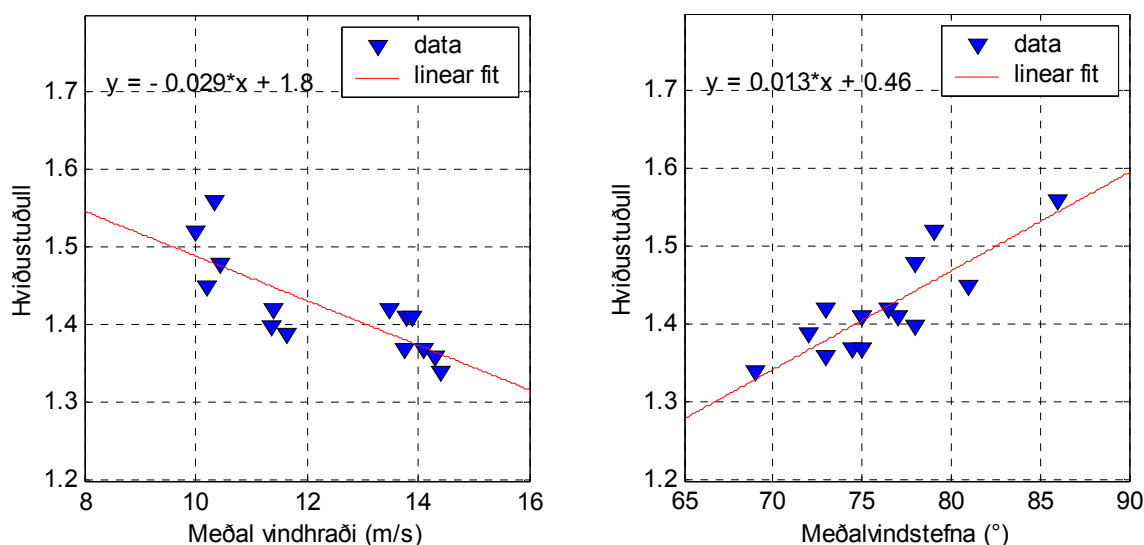 data
linear fit
y = - 0.029*x + 1.8
1.7
1.6
1.5
1.4
1.3
1.2
Hviðustuðull
8 10 12 14 16
Meðal vindhraði (m/s)
data
linear fit
y = 0.013*x + 0.46
1.7
1.6
1.5
1.4
1.3
1.2
Hviðustuðull
65 70 75 80 85 90
Meðalvindstefna (°)